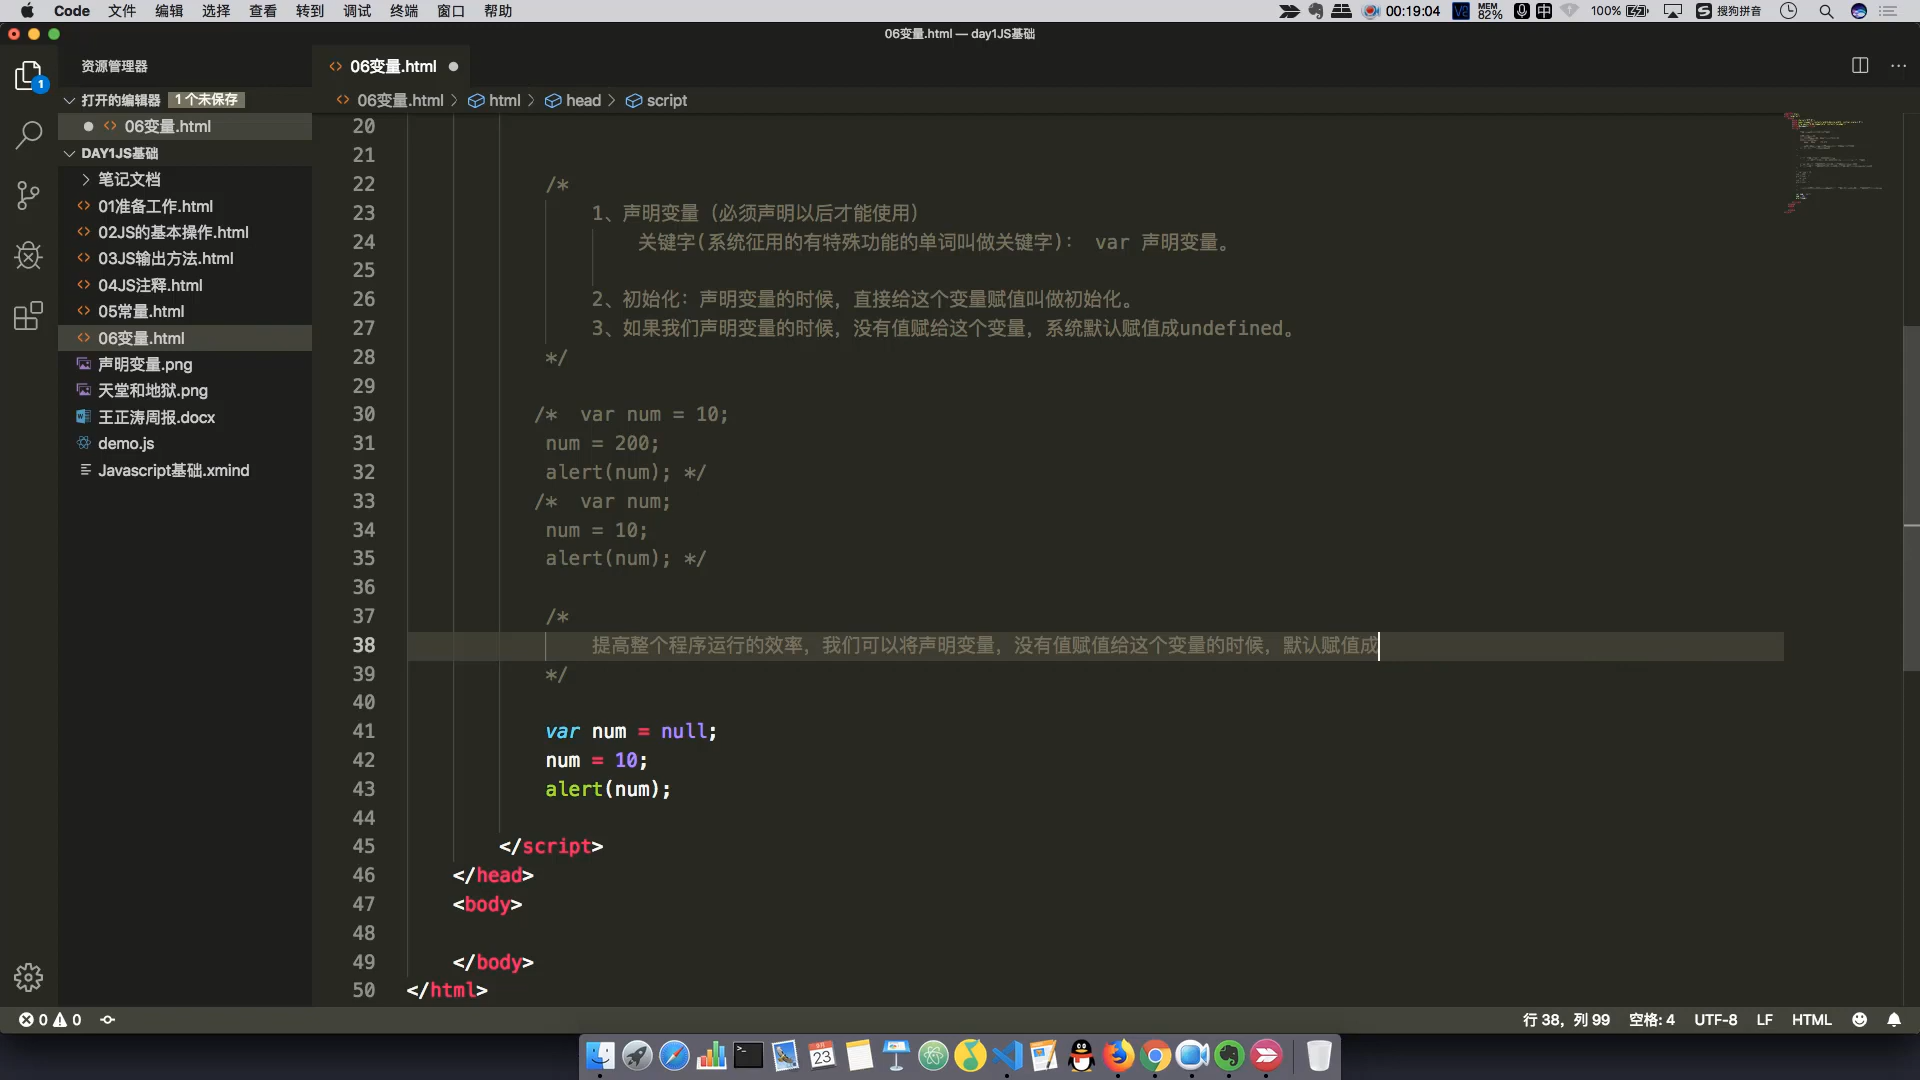 Code 文件 编辑 选择 查看 转到 调试 终端 窗口 帮助 00:19:04 MEM 82% 中 100% 搜狗拼音
06变量.html — day1JS基础
资源管理器
06变量.html
打开的编辑器 1 个未保存
06变量.html
DAY1JS基础
笔记文档
01准备工作.html
02JS的基本操作.html
03JS输出方法.html
04JS注释.html
05常量.html
06变量.html
声明变量.png
天堂和地狱.png
王正涛周报.docx
demo.js
Javascript基础.xmind
06变量.html > html > head > script
20
21
22 /*
23 1、声明变量（必须声明以后才能使用）
24 关键字(系统征用的有特殊功能的单词叫做关键字)： var 声明变量。
25
26 2、初始化：声明变量的时候，直接给这个变量赋值叫做初始化。
27 3、如果我们声明变量的时候，没有值赋给这个变量，系统默认赋值成undefined。
28 */
29
30 /* var num = 10;
31 num = 200;
32 alert(num); */
33 /* var num;
34 num = 10;
35 alert(num); */
36
37 /*
38 提高整个程序运行的效率，我们可以将声明变量，没有值赋值给这个变量的时候，默认赋值成
39 */
40
41 var num = null;
42 num = 10;
43 alert(num);
44
45 </script>
46 </head>
47 <body>
48
49 </body>
50 </html>
0 0 行 38，列 99 空格: 4 UTF-8 LF HTML
23